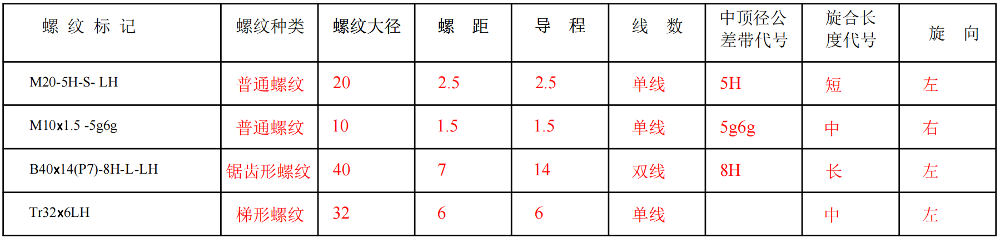 螺纹标记 螺纹种类 螺纹大径 螺距 导程 线数 中顶径公差带代号 旋合长度代号 旋向
M20-5H-S- LH 普通螺纹 20 2.5 2.5 单线 5H 短 左
M10x1.5 -5g6g 普通螺纹 10 1.5 1.5 单线 5g6g 中 右
B40x14(P7)-8H-L-LH 锯齿形螺纹 40 7 14 双线 8H 长 左
Tr32x6LH 梯形螺纹 32 6 6 单线 中 左